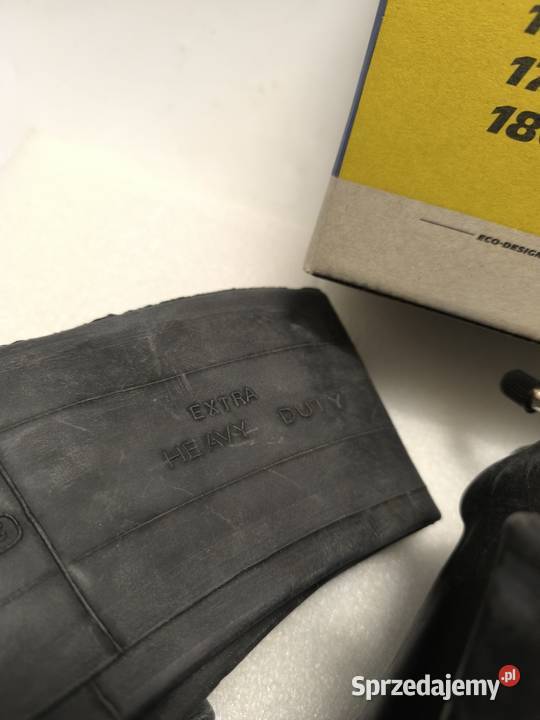 ECO-DESIGN
EXTRA
HEAVY DUTY
Sprzedajemy.pl